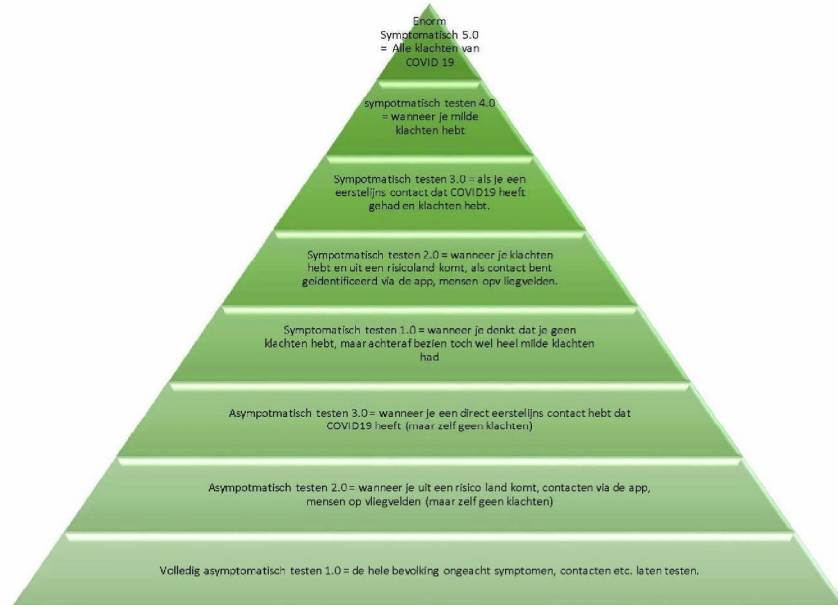 Enorm
Symptomatisch 5.0
= Alle klachten van
COVID 19
sympotmatisch testen 4.0
= wanneer je milde
klachten hebt
Sympotmatisch testen 3.0 = als je een
eerstelijns contact dat COVID19 heeft
gehad en klachten hebt.
Sympotmatisch testen 2.0 = wanneer je klachten
hebt en uit een risicoland komt, als contact bent
geidentificeerd via de app, mensen opv liegvelden.
Symptomatisch testen 1.0 = wanneer je denkt dat je geen
klachten hebt, maar achteraf bezien toch wel heel milde klachten
had
Asympotmatisch testen 3.0 = wanneer je een direct eerstelijns contact hebt dat
COVID19 heeft (maar zelf geen klachten)
Asympotmatisch testen 2.0 = wanneer je uit een risico land komt, contacten via de app,
mensen op vliegvelden (maar zelf geen klachten)
Volledig asymptomatisch testen 1.0 = de hele bevolking ongeacht symptomen, contacten etc. laten testen.